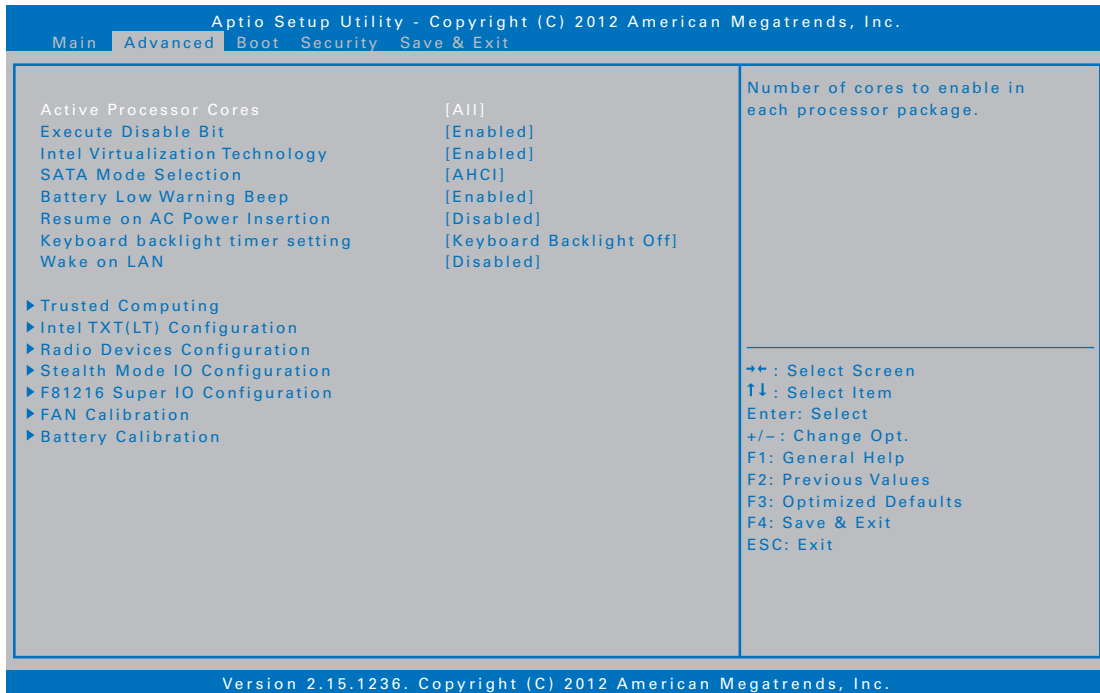 Aptio Setup Utility - Copyright (C) 2012 American Megatrends, Inc.
Main Advanced Boot Security Save & Exit
Active Processor Cores [All]
Execute Disable Bit [Enabled]
Intel Virtualization Technology [Enabled]
SATA Mode Selection [AHCI]
Battery Low Warning Beep [Enabled]
Resume on AC Power Insertion [Disabled]
Keyboard backlight timer setting [Keyboard Backlight Off]
Wake on LAN [Disabled]
Trusted Computing
Intel TXT(LT) Configuration
Radio Devices Configuration
Stealth Mode IO Configuration
F81216 Super IO Configuration
FAN Calibration
Battery Calibration
Number of cores to enable in
each processor package.
→← : Select Screen
↑↓ : Select Item
Enter: Select
+/– : Change Opt.
F1: General Help
F2: Previous Values
F3: Optimized Defaults
F4: Save & Exit
ESC: Exit
Version 2.15.1236. Copyright (C) 2012 American Megatrends, Inc.